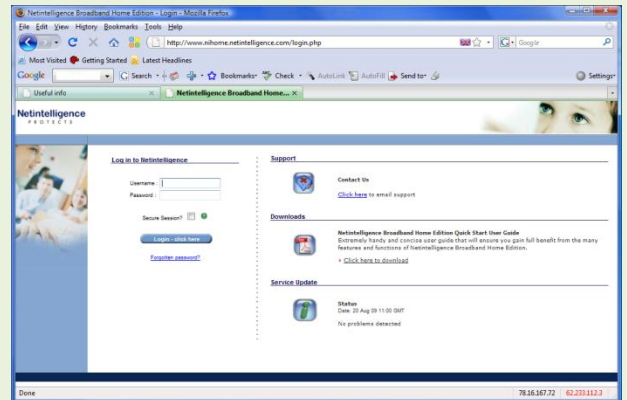 Netintelligence Broadband Home Edition - Login - Mozilla Firefox
File Edit View History Bookmarks Tools Help
http://www.nihome.netintelligence.com/login.php
Google
Most Visited Getting Started Latest Headlines
Google Search Bookmarks Check AutoLink AutoFill Send to Settings
Useful info
Netintelligence Broadband Home...
Netintelligence
PROTECTS
Log in to Netintelligence
Username :
Password :
Secure Session?
Login - click here
Forgotten password?
Support
Contact Us
Click here to email support
Downloads
Netintelligence Broadband Home Edition Quick Start User Guide
Extremely handy and concise user guide that will ensure you gain full benefit from the many
features and functions of Netintelligence Broadband Home Edition.
Click here to download
Service Update
Status
Date: 20 Aug 09 11:00 GMT
No problems detected
Done
78.16.167.72 62.233.112.3